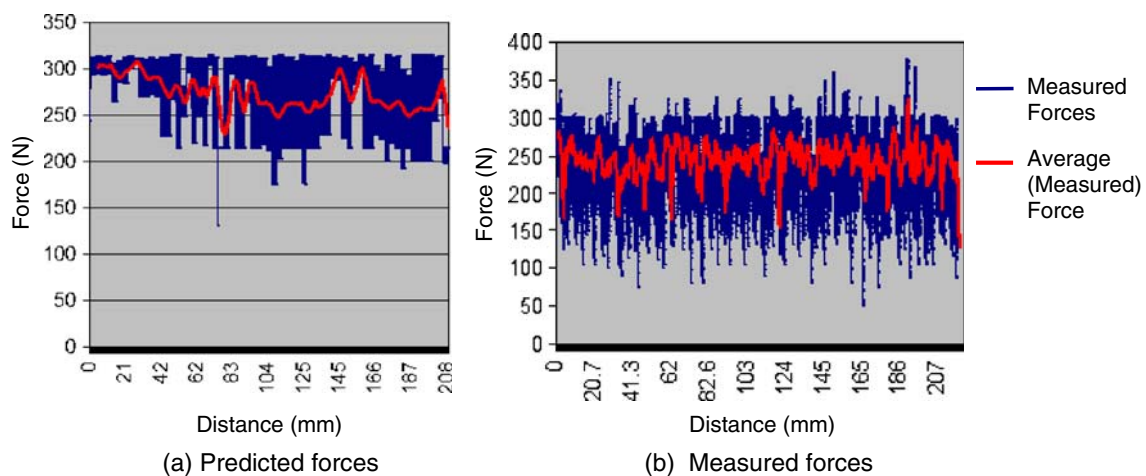 350
300
250
200
150
100
50
0
Force (N)
0 21 42 62 83 104 125 145 166 187 208
Distance (mm)
(a) Predicted forces
400
350
300
250
200
150
100
50
0
Force (N)
0 20.7 41.3 62 82.6 103 124 145 166 186 207
Distance (mm)
(b) Measured forces
Measured
Forces
Average
(Measured)
Force